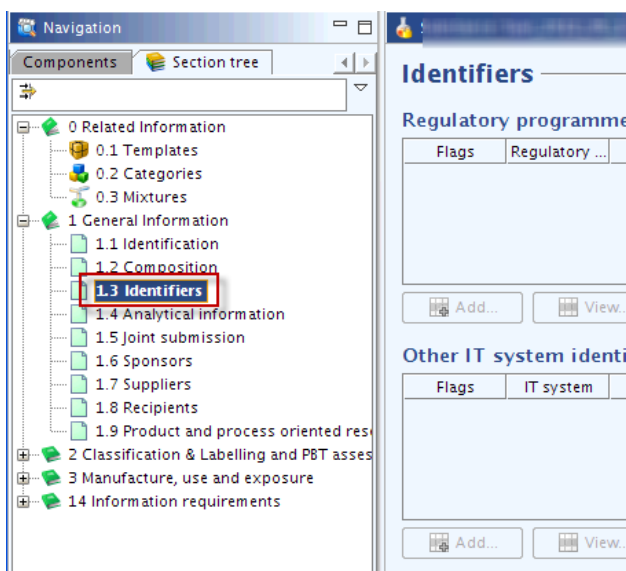 Navigation
Components
Section tree
0 Related Information
0.1 Templates
0.2 Categories
0.3 Mixtures
1 General Information
1.1 Identification
1.2 Composition
1.3 Identifiers
1.4 Analytical information
1.5 Joint submission
1.6 Sponsors
1.7 Suppliers
1.8 Recipients
1.9 Product and process oriented res
2 Classification & Labelling and PBT asses
3 Manufacture, use and exposure
14 Information requirements
Identifiers
Regulatory programme
Flags Regulatory ...
Add... View..
Other IT system identi
Flags IT system
Add... View..